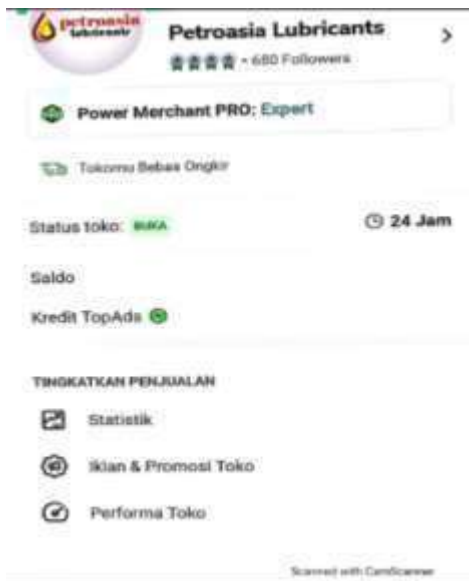 petroasia
lubricants
Petroasia Lubricants
680 Followers
Power Merchant PRO: Expert
Tokomu Bebas Ongkir
Status toko: BUKA
24 Jam
Saldo
Kredit TopAds
TINGKATKAN PENJUALAN
Statistik
Iklan & Promosi Toko
Performa Toko
Scanned with CamScanner